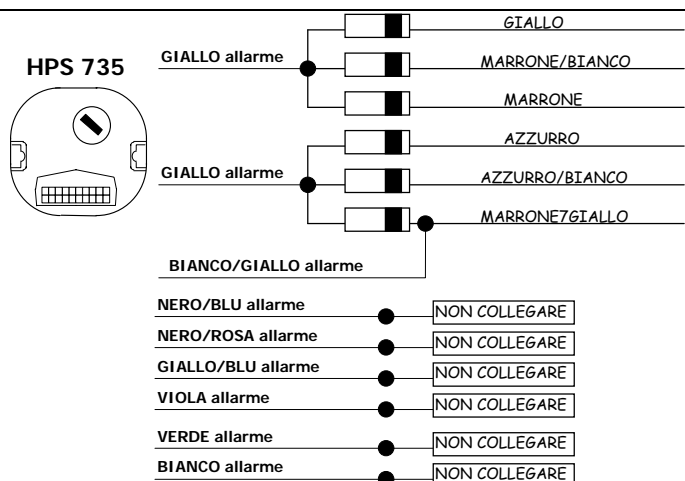 GIALLO
HPS 735
GIALLO allarme
MARRONE/BIANCO
MARRONE
AZZURRO
GIALLO allarme
AZZURRO/BIANCO
MARRONE7GIALLO
BIANCO/GIALLO allarme
NERO/BLU allarme
NON COLLEGARE
NERO/ROSA allarme
NON COLLEGARE
GIALLO/BLU allarme
NON COLLEGARE
VIOLA allarme
NON COLLEGARE
VERDE allarme
NON COLLEGARE
BIANCO allarme
NON COLLEGARE